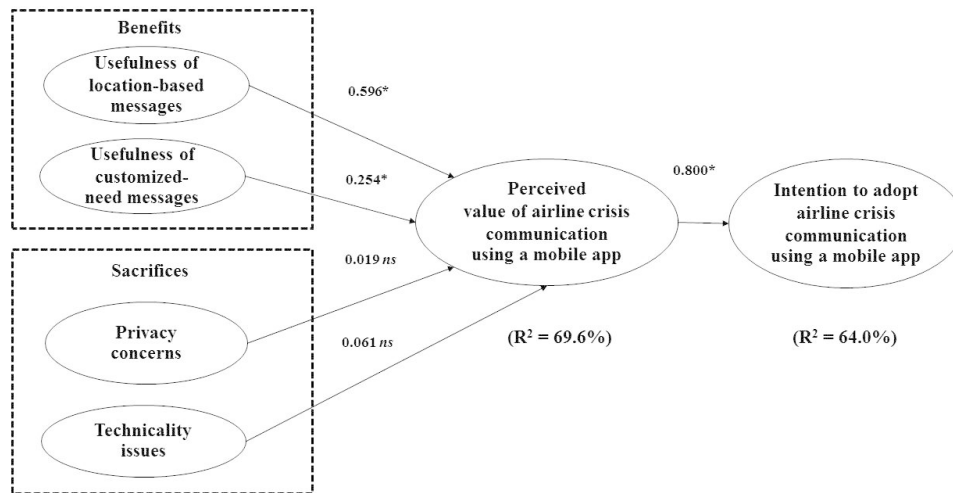 Benefits
Usefulness of
location-based
messages
0.596*
Usefulness of
customized-
need messages
0.254*
Sacrifices
Privacy
concerns
0.019 ns
Technicality
issues
0.061 ns
Perceived
value of airline crisis
communication
using a mobile app
(R² = 69.6%)
0.800*
Intention to adopt
airline crisis
communication
using a mobile app
(R² = 64.0%)